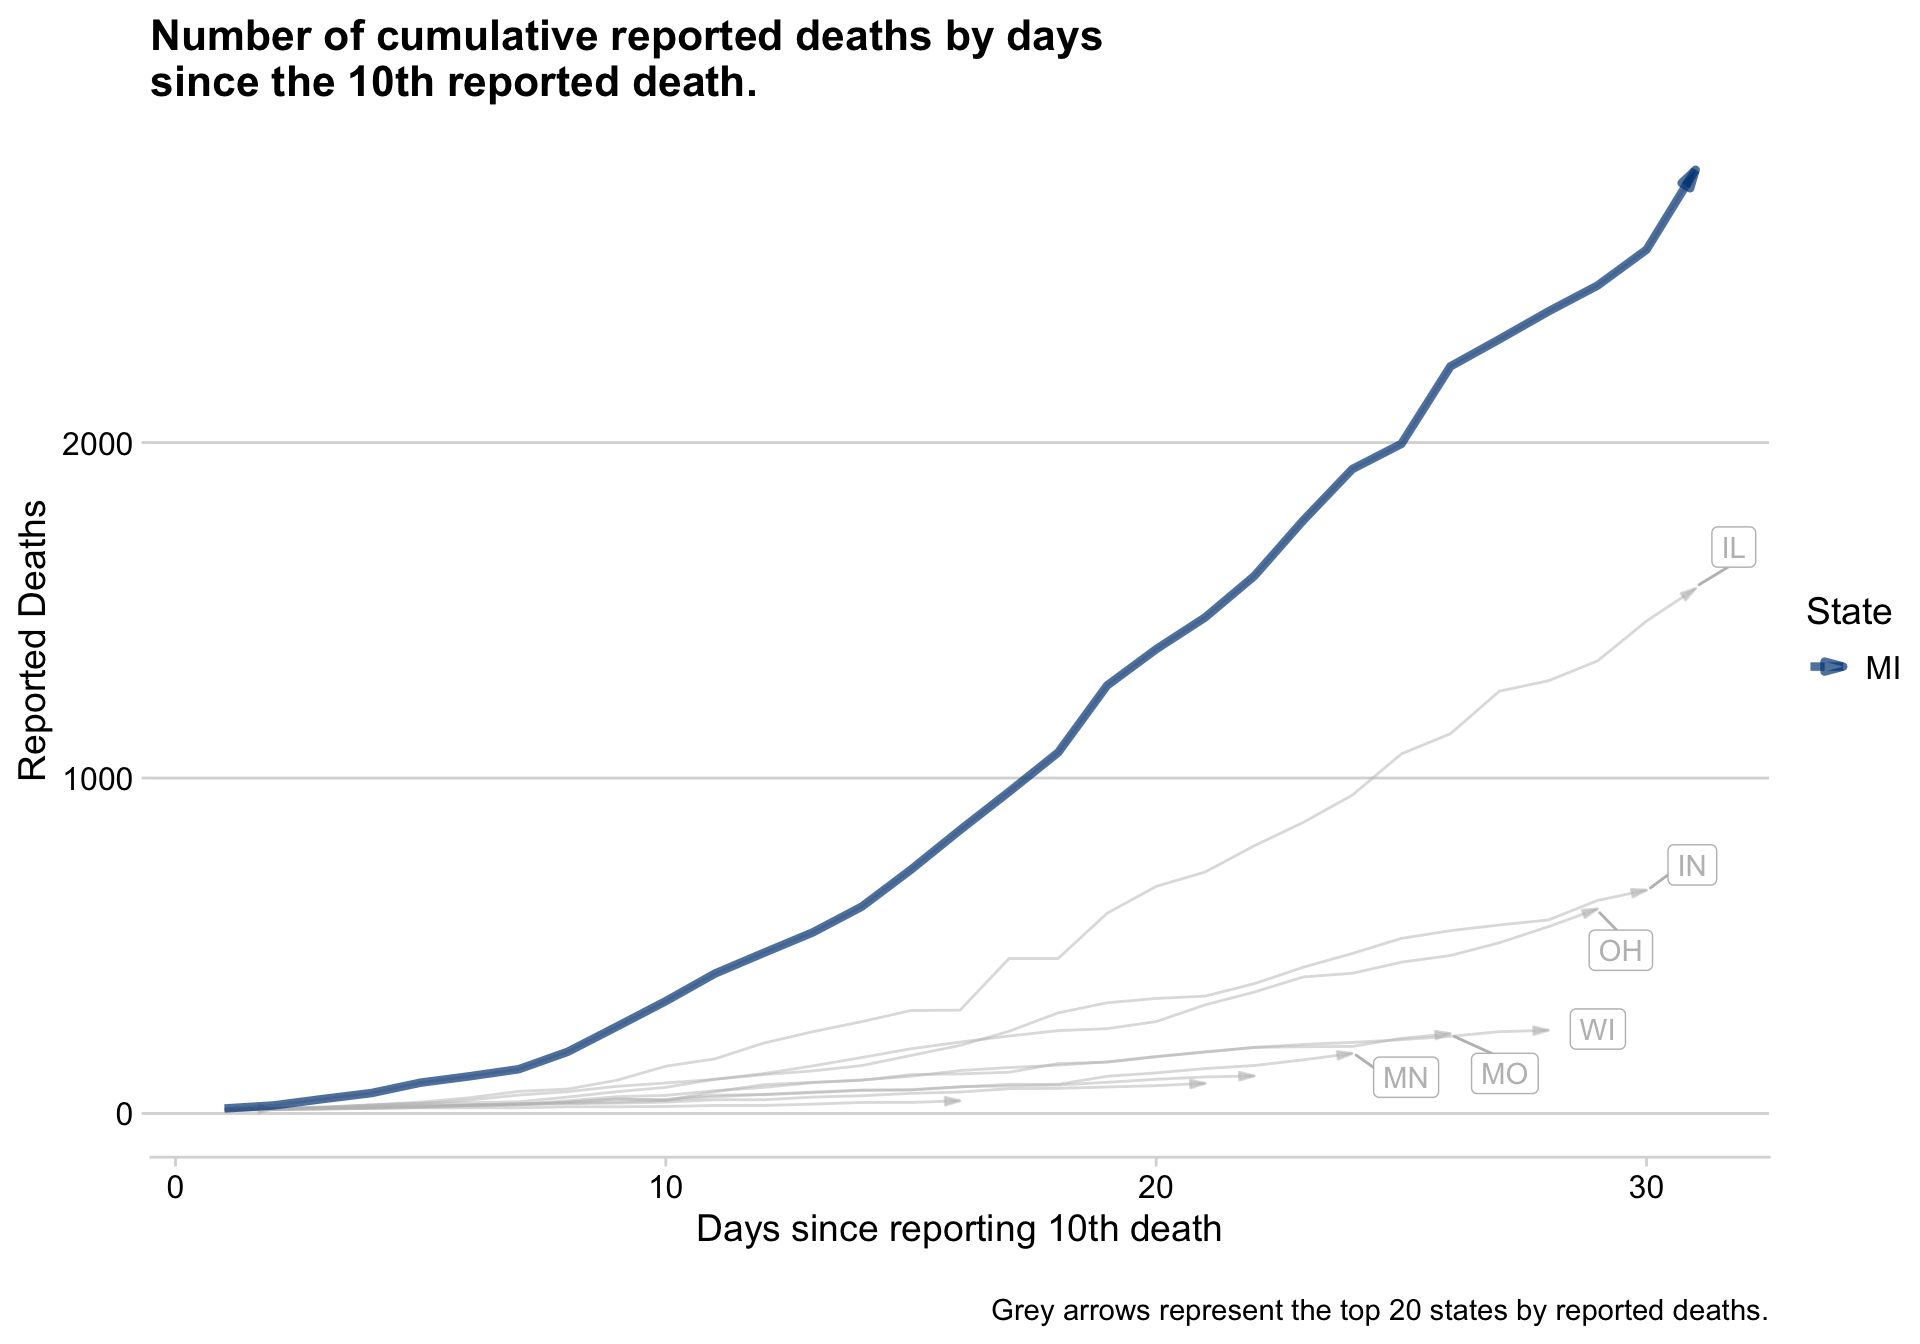 Number of cumulative reported deaths by days
since the 10th reported death.
Reported Deaths
2000
1000
0
IL
IN
OH
WI
MO
MN
State
MI
0
10
20
30
Days since reporting 10th death
Grey arrows represent the top 20 states by reported deaths.